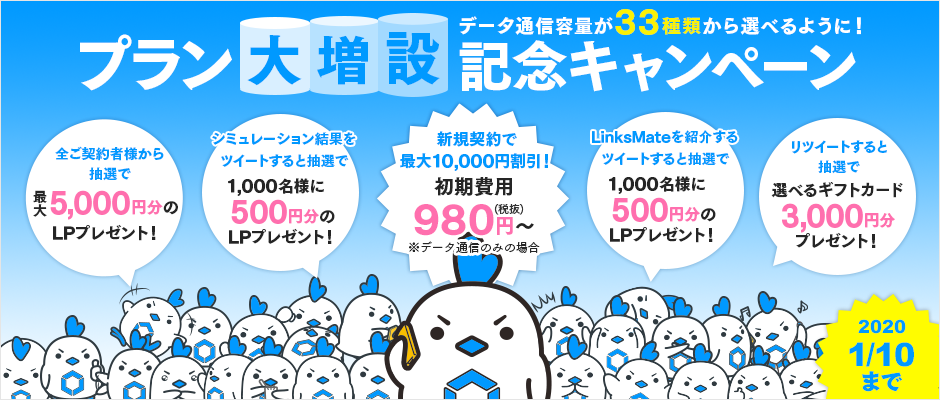 データ通信容量が33種類から選べるように！
プラン大増設記念キャンペーン
全ご契約者様から
抽選で
最大5,000円分の
LPプレゼント！
シミュレーション結果を
ツイートすると抽選で
1,000名様に
500円分の
LPプレゼント！
新規契約で
最大10,000円割引！
初期費用
980円(税抜)～
※データ通信のみの場合
LinksMateを紹介する
ツイートすると抽選で
1,000名様に
500円分の
LPプレゼント！
リツイートすると
抽選で
選べるギフトカード
3,000円分
プレゼント！
2020
1/10
まで